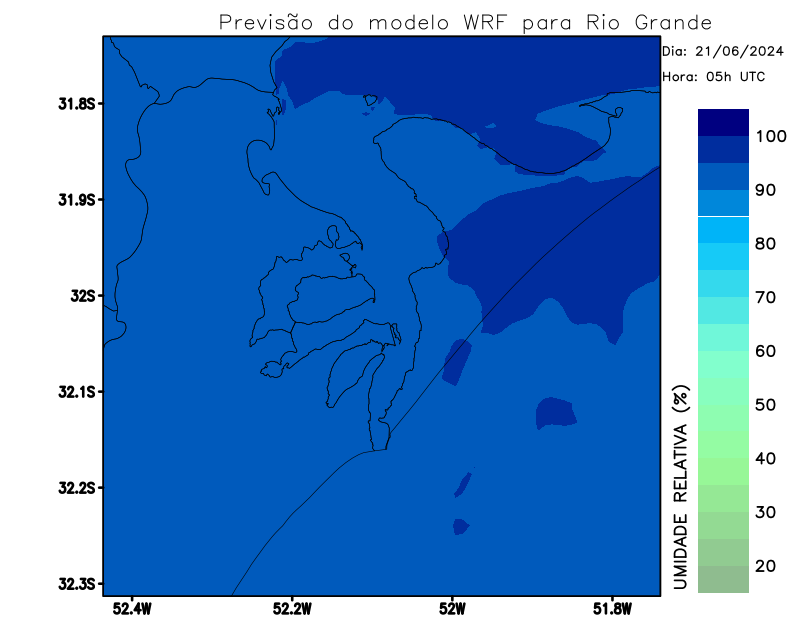 Previsão do modelo WRF para Rio Grande
Dia: 21/06/2024
Hora: 05h UTC
31.8S
31.9S
32S
32.1S
32.2S
32.3S
52.4W
52.2W
52W
51.8W
100
90
80
70
60
50
40
30
20
UMIDADE RELATIVA (%)